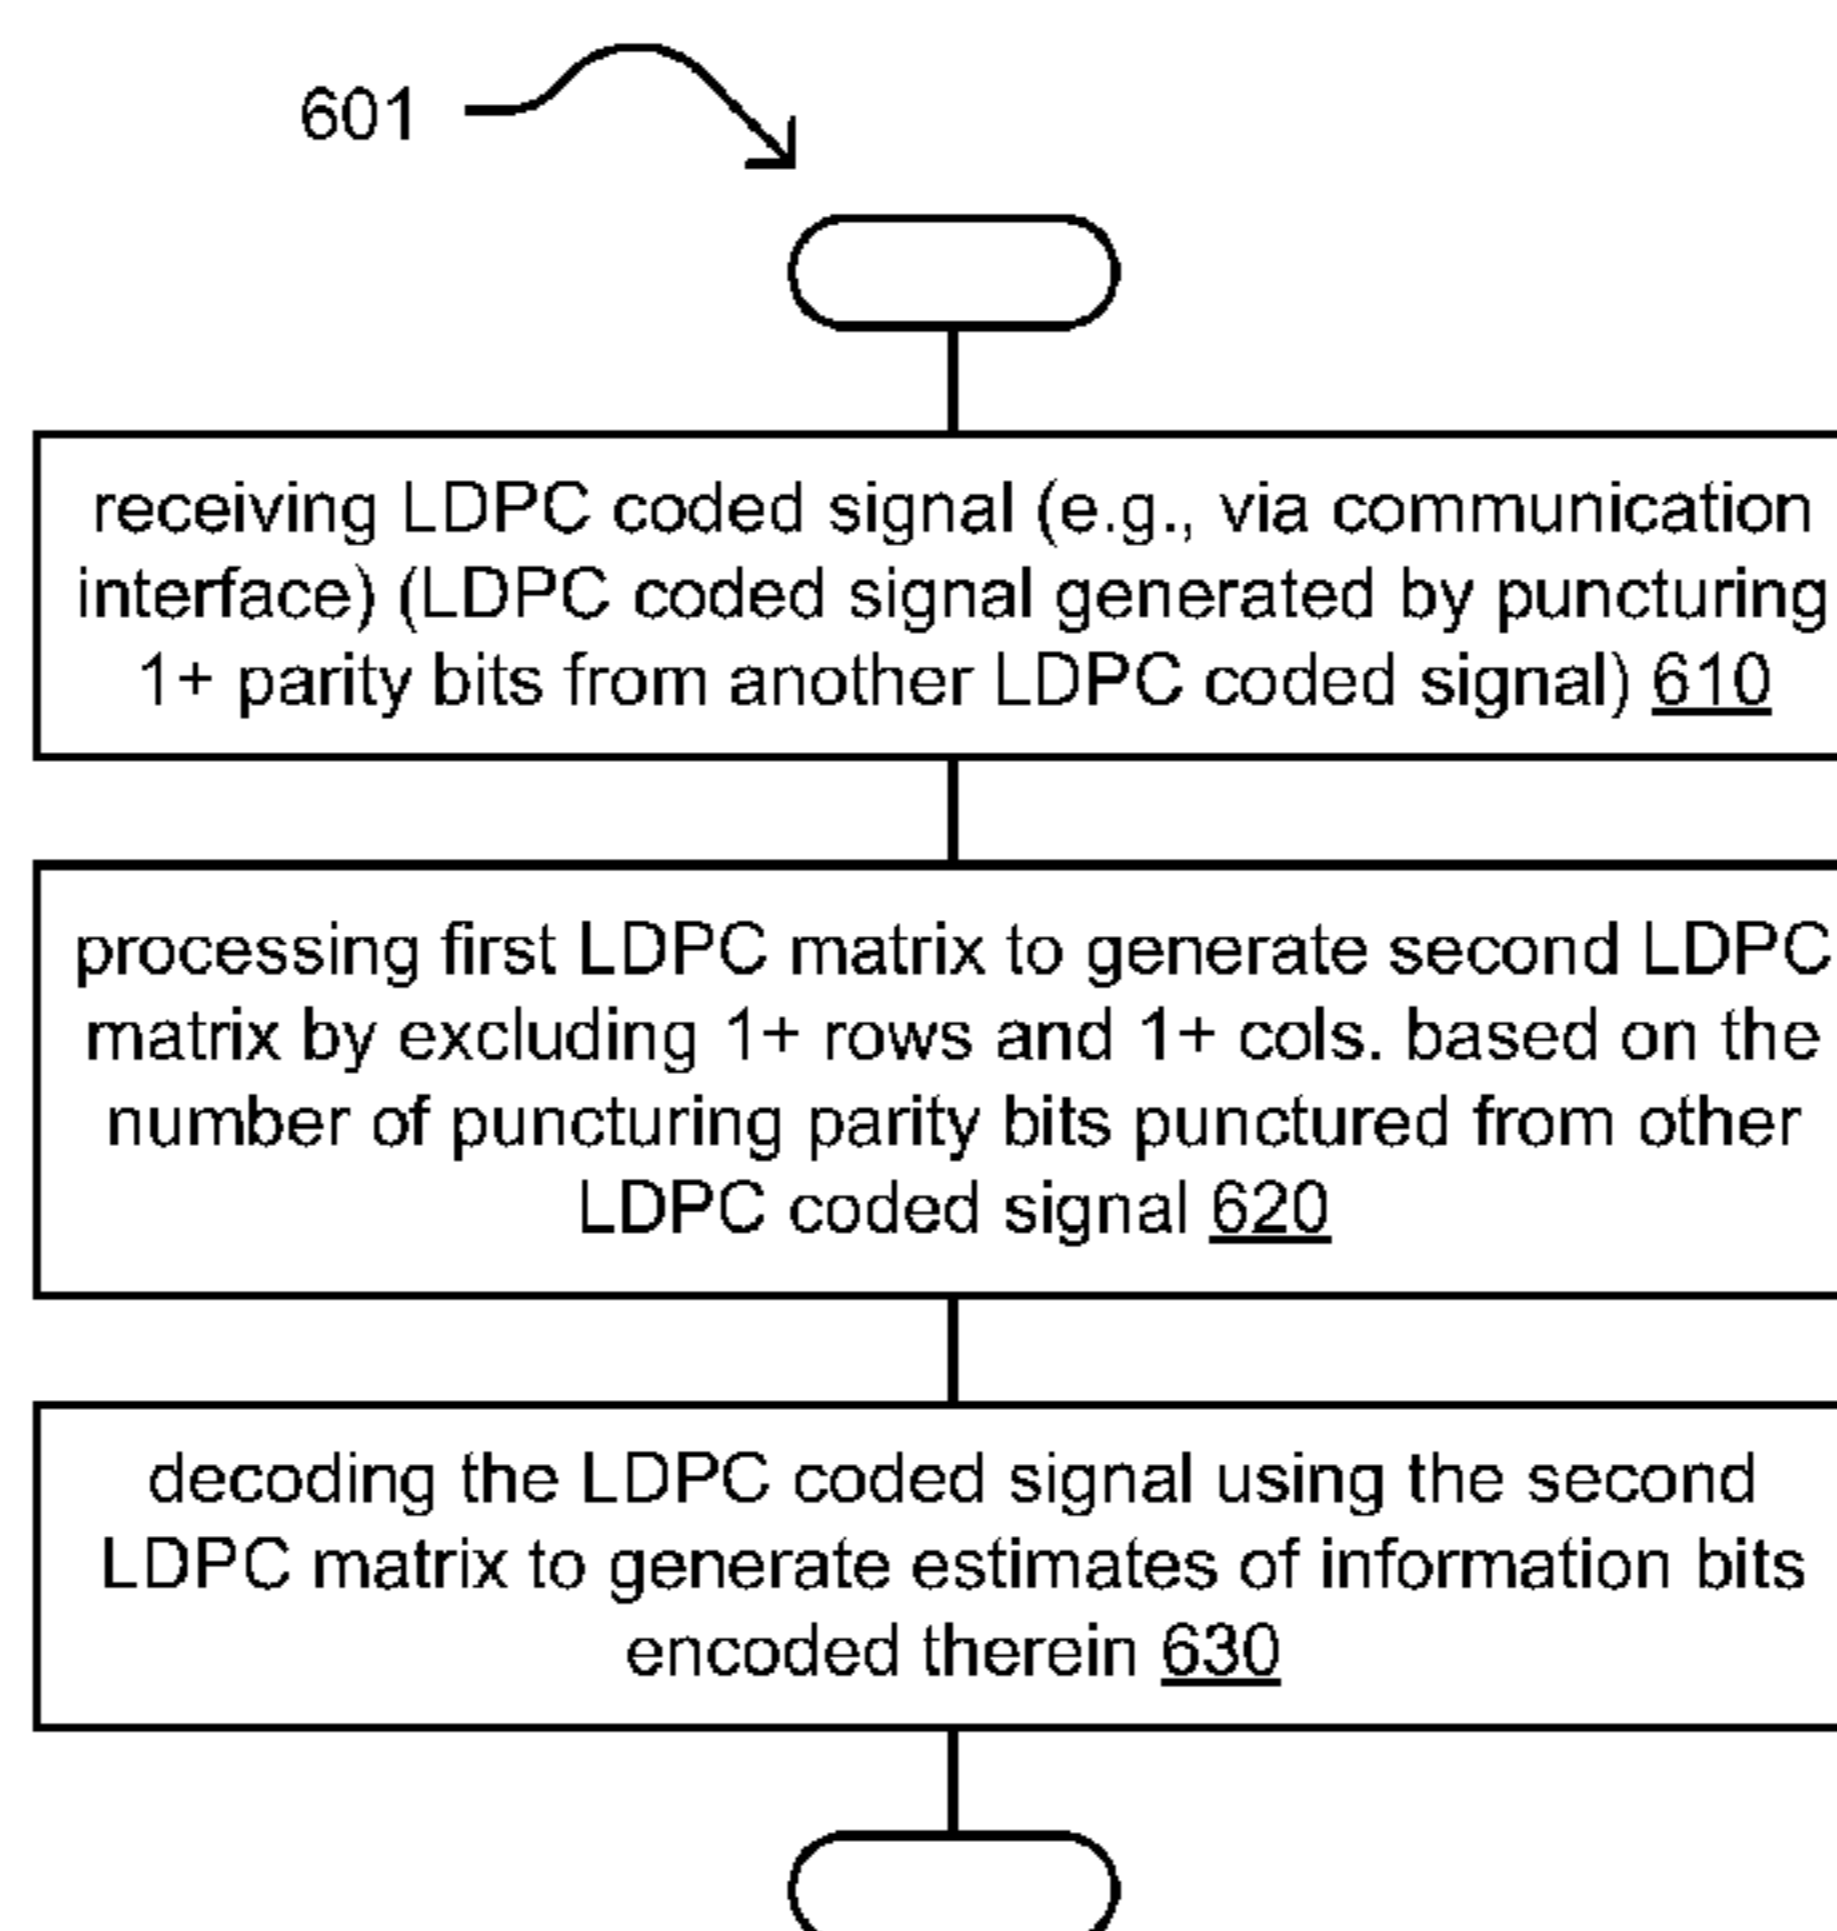 601
receiving LDPC coded signal (e.g., via communication
interface) (LDPC coded signal generated by puncturing
1+ parity bits from another LDPC coded signal) 610
processing first LDPC matrix to generate second LDPC
matrix by excluding 1+ rows and 1+ cols. based on the
number of puncturing parity bits punctured from other
LDPC coded signal 620
decoding the LDPC coded signal using the second
LDPC matrix to generate estimates of information bits
encoded therein 630